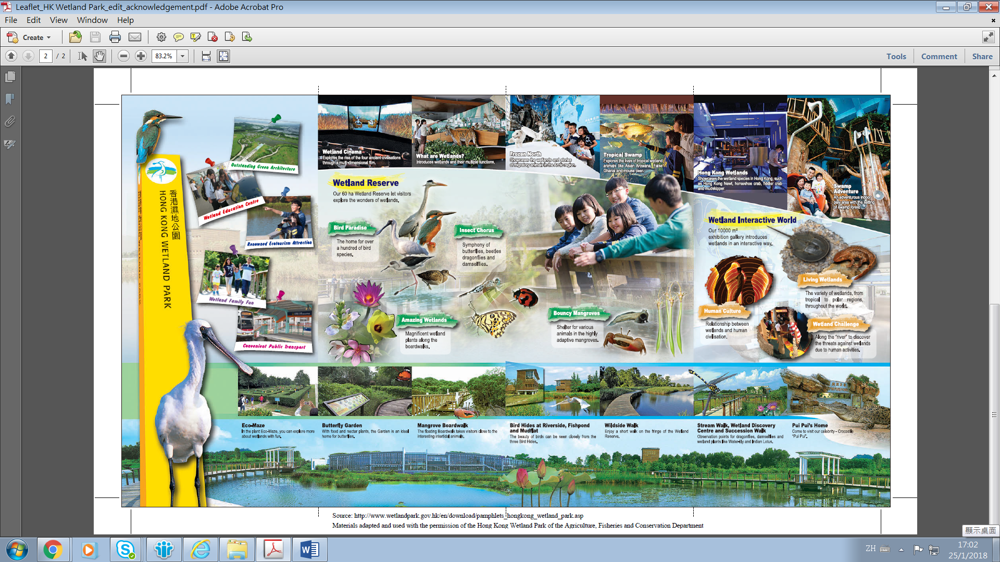 Leaflet_HK Wetland Park_edit_acknowledgement.pdf - Adobe Acrobat Pro
File Edit View Window Help
Create
2 / 2
83.2%
Tools Comment Share
Outstanding Green Architecture
Wetland Education Centre
Renowned Ecotourism Attraction
Wetland Family Fun
Convenient Public Transport
香港濕地公園
HONG KONG WETLAND PARK
Wetland Cinema
Explores the rise of the four ancient civilisations
through a multi-dimensional film.
What are Wetlands?
Introduces wetlands and their multiple functions.
Frozen North
Showcases the wetlands and stories
of migratory animals in the Arctic region.
Tropical Swamp
Explores the lives of tropical wetland
animals like Asian Arowana, False
Gharial and mouse deer.
Hong Kong Wetlands
Showcases the wetland species in Hong Kong, such
as Hong Kong Newt, horseshoe crab, fiddler crab
and mudskipper.
Swamp
Adventure
An adventurous indoor
play area with the setting
of swamp forest.
Wetland Reserve
Our 60 ha Wetland Reserve let visitors
explore the wonders of wetlands.
Bird Paradise
The home for over
a hundred of bird
species.
Insect Chorus
Symphony of
butterflies, beetles
dragonflies and
damselflies.
Amazing Wetlands
Magnificent wetland
plants along the
boardwalks.
Bouncy Mangroves
Shelter for various
animals in the highly
adaptive mangroves.
Wetland Interactive World
Our 10000 m²
exhibition gallery introduces
wetlands in an interactive way.
Living Wetlands
The variety of wetlands, from
tropical to polar regions,
throughout the world.
Human Culture
Relationship between
wetlands and human
civilisation.
Wetland Challenge
Along the "river" to discover
the threats against wetlands
due to human activities.
Eco-Maze
In the plant Eco-Maze, you can explore more
about wetlands with fun.
Butterfly Garden
With food and nectar plants, the Garden is an ideal
home for butterflies.
Mangrove Boardwalk
The floating Boardwalk takes visitors close to the
interesting intertidal animals.
Bird Hides at Riverside, Fishpond
and Mudflat
The beauty of birds can be seen closely from the
three Bird Hides.
Wildside Walk
Enjoy a short walk on the fringe of the Wetland
Reserve.
Stream Walk, Wetland Discovery
Centre and Succession Walk
Observation points for dragonflies, damselflies and
wetland plants like Water-lily and Indian Lotus.
Pui Pui's Home
Come to visit our celebrity - Crocodile
"Pui Pui".
Source: http://www.wetlandpark.gov.hk/en/download/pamphlets_hongkong_wetland_park.asp
Materials adapted and used with the permission of the Hong Kong Wetland Park of the Agriculture, Fisheries and Conservation Department
顯示桌面
ZH
17:02
25/1/2018